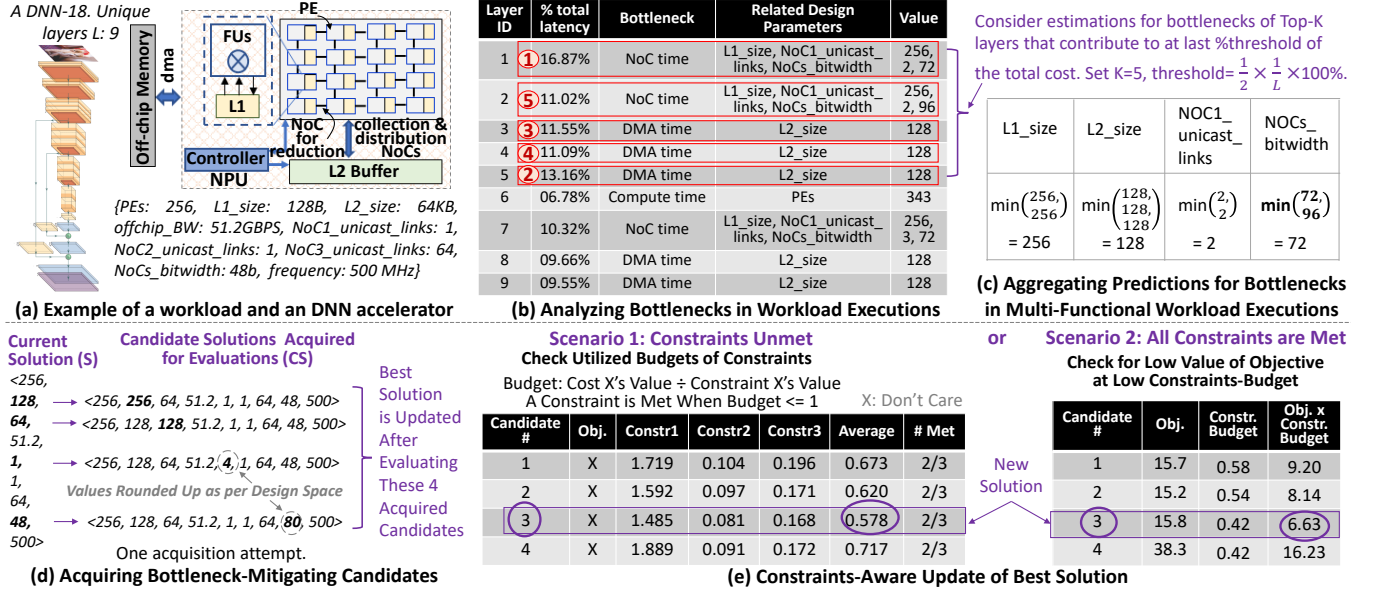 A DNN-18. Unique
layers L: 9
Off-chip Memory
dma
PE
FUs
L1
NoC
for
reduction
collection &
distribution
NoCs
Controller
NPU
L2 Buffer
{PEs: 256, L1_size: 128B, L2_size: 64KB,
offchip_BW: 51.2GBPS, NoC1_unicast_links: 1,
NoC2_unicast_links: 1, NoC3_unicast_links: 64,
NoCs_bitwidth: 48b, frequency: 500 MHz}
(a) Example of a workload and an DNN accelerator
Layer ID | % total latency | Bottleneck | Related Design Parameters | Value
1 | ① 16.87% | NoC time | L1_size, NoC1_unicast_ links, NoCs_bitwidth | 256, 2, 72
2 | ⑤ 11.02% | NoC time | L1_size, NoC1_unicast_ links, NoCs_bitwidth | 256, 2, 96
3 | ③ 11.55% | DMA time | L2_size | 128
4 | ④ 11.09% | DMA time | L2_size | 128
5 | ② 13.16% | DMA time | L2_size | 128
6 | 06.78% | Compute time | PEs | 343
7 | 10.32% | NoC time | L1_size, NoC1_unicast_ links, NoCs_bitwidth | 256, 3, 72
8 | 09.66% | DMA time | L2_size | 128
9 | 09.55% | DMA time | L2_size | 128
(b) Analyzing Bottlenecks in Workload Executions
Consider estimations for bottlenecks of Top-K
layers that contribute to at last %threshold of
the total cost. Set K=5, threshold= 1/2 × 1/L ×100%.
L1_size | L2_size | NOC1_ unicast_ links | NOCs_ bitwidth
min(256, 256) = 256 | min(128, 128, 128) = 128 | min(2, 2) = 2 | min(72, 96) = 72
(c) Aggregating Predictions for Bottlenecks
in Multi-Functional Workload Executions
Current
Solution (S)
Candidate Solutions Acquired
for Evaluations (CS)
<256,
128,
64,
51.2,
1,
1,
64,
48,
500>
<256, 256, 64, 51.2, 1, 1, 64, 48, 500>
<256, 128, 128, 51.2, 1, 1, 64, 48, 500>
<256, 128, 64, 51.2, 4, 1, 64, 48, 500>
Values Rounded Up as per Design Space
<256, 128, 64, 51.2, 1, 1, 64, 80, 500>
One acquisition attempt.
Best
Solution
is Updated
After
Evaluating
These 4
Acquired
Candidates
(d) Acquiring Bottleneck-Mitigating Candidates
Scenario 1: Constraints Unmet
Check Utilized Budgets of Constraints
Budget: Cost X's Value ÷ Constraint X's Value
A Constraint is Met When Budget <= 1
X: Don't Care
Candidate # | Obj. | Constr1 | Constr2 | Constr3 | Average | # Met
1 | X | 1.719 | 0.104 | 0.196 | 0.673 | 2/3
2 | X | 1.592 | 0.097 | 0.171 | 0.620 | 2/3
3 | X | 1.485 | 0.081 | 0.168 | 0.578 | 2/3
4 | X | 1.889 | 0.091 | 0.172 | 0.717 | 2/3
or
New
Solution
Scenario 2: All Constraints are Met
Check for Low Value of Objective
at Low Constraints-Budget
Candidate # | Obj. | Constr. Budget | Obj. x Constr. Budget
1 | 15.7 | 0.58 | 9.20
2 | 15.2 | 0.54 | 8.14
3 | 15.8 | 0.42 | 6.63
4 | 38.3 | 0.42 | 16.23
(e) Constraints-Aware Update of Best Solution